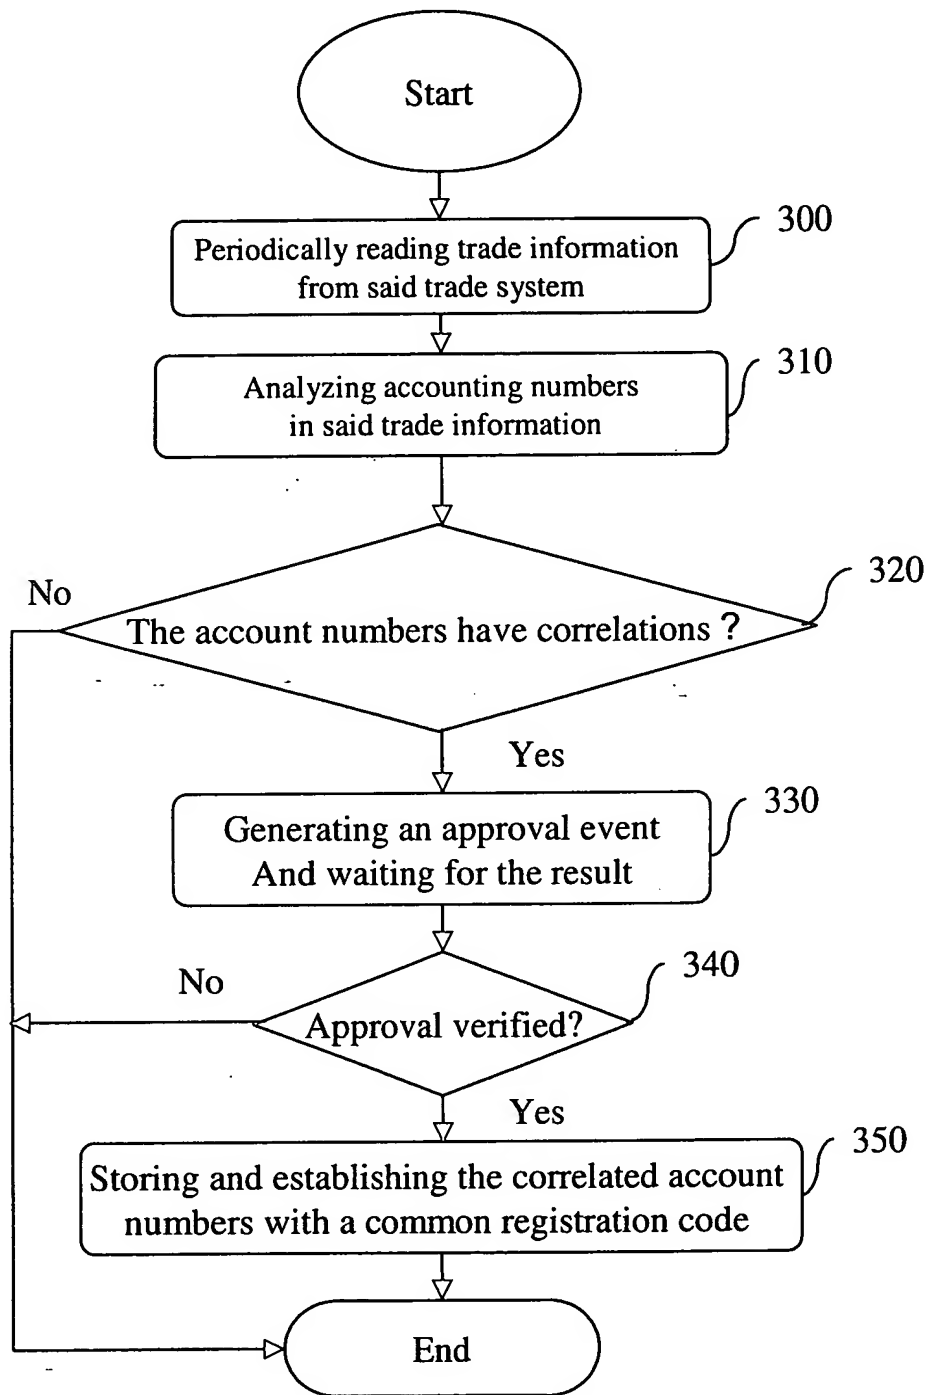 Start
300
Periodically reading trade information
from said trade system
310
Analyzing accounting numbers
in said trade information
320
No
The account numbers have correlations ?
Yes
330
Generating an approval event
And waiting for the result
340
No
Approval verified?
Yes
350
Storing and establishing the correlated account
numbers with a common registration code
End